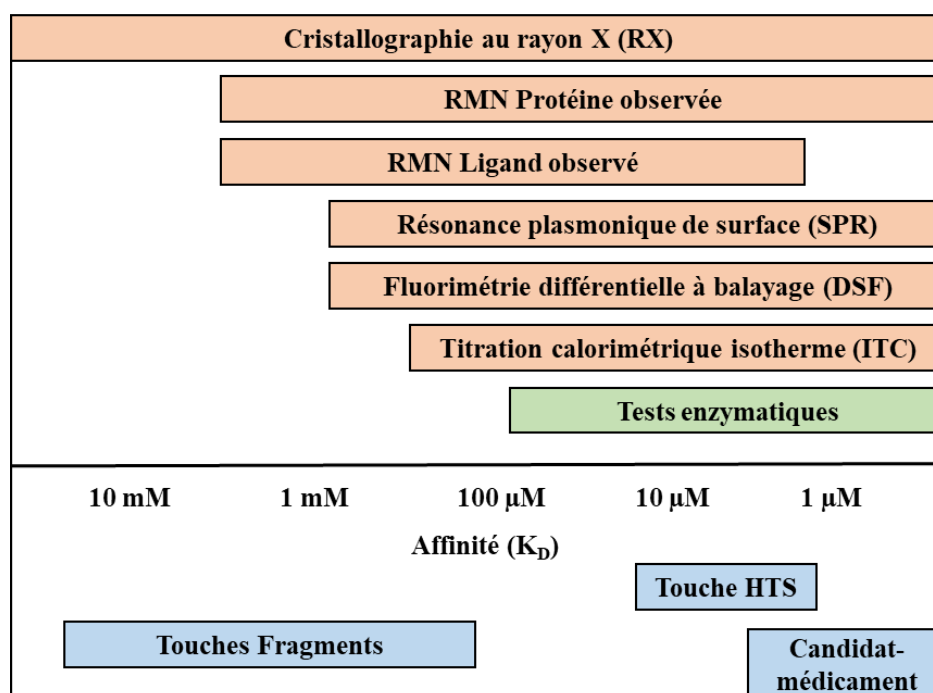 Cristallographie au rayon X (RX)
RMN Protéine observée
RMN Ligand observé
Résonance plasmonique de surface (SPR)
Fluorimétrie différentielle à balayage (DSF)
Titration calorimétrique isotherme (ITC)
Tests enzymatiques
10 mM 1 mM 100 µM 10 µM 1 µM
Affinité (KD)
Touche HTS
Touches Fragments
Candidat-
médicament